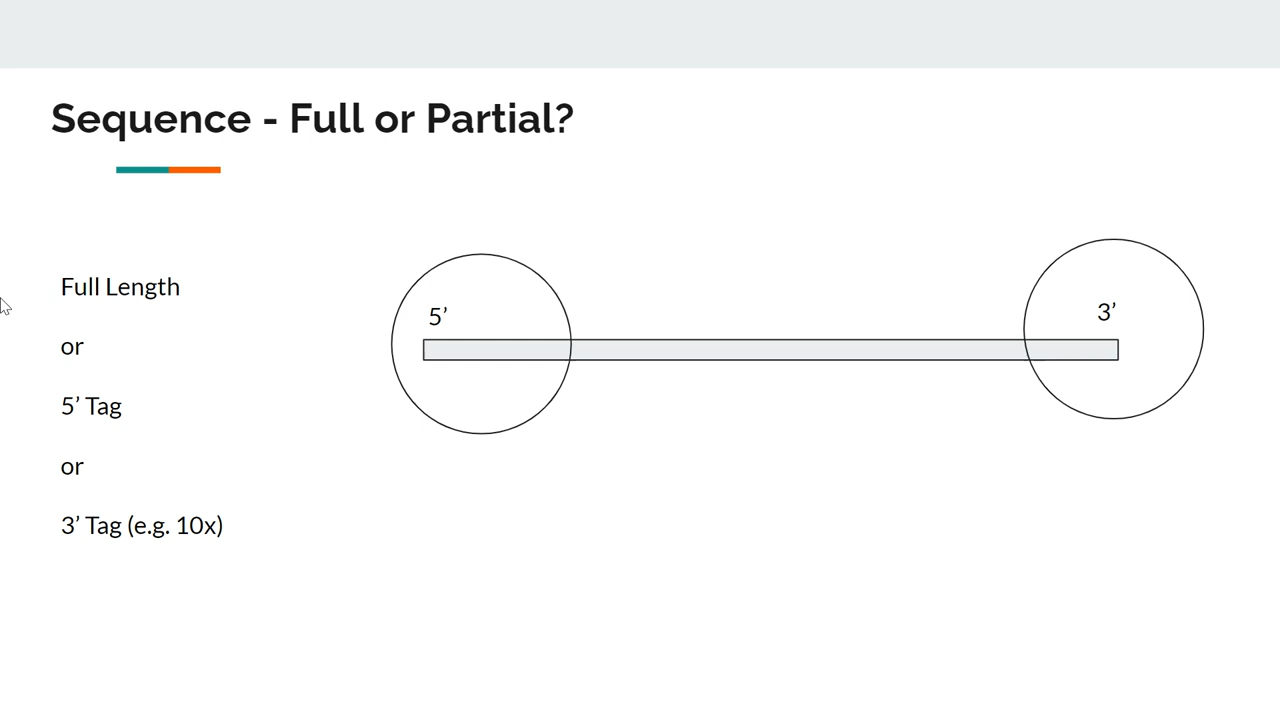 Sequence - Full or Partial?
Full Length
or
5’ Tag
or
3’ Tag (e.g. 10x)
5’
3’